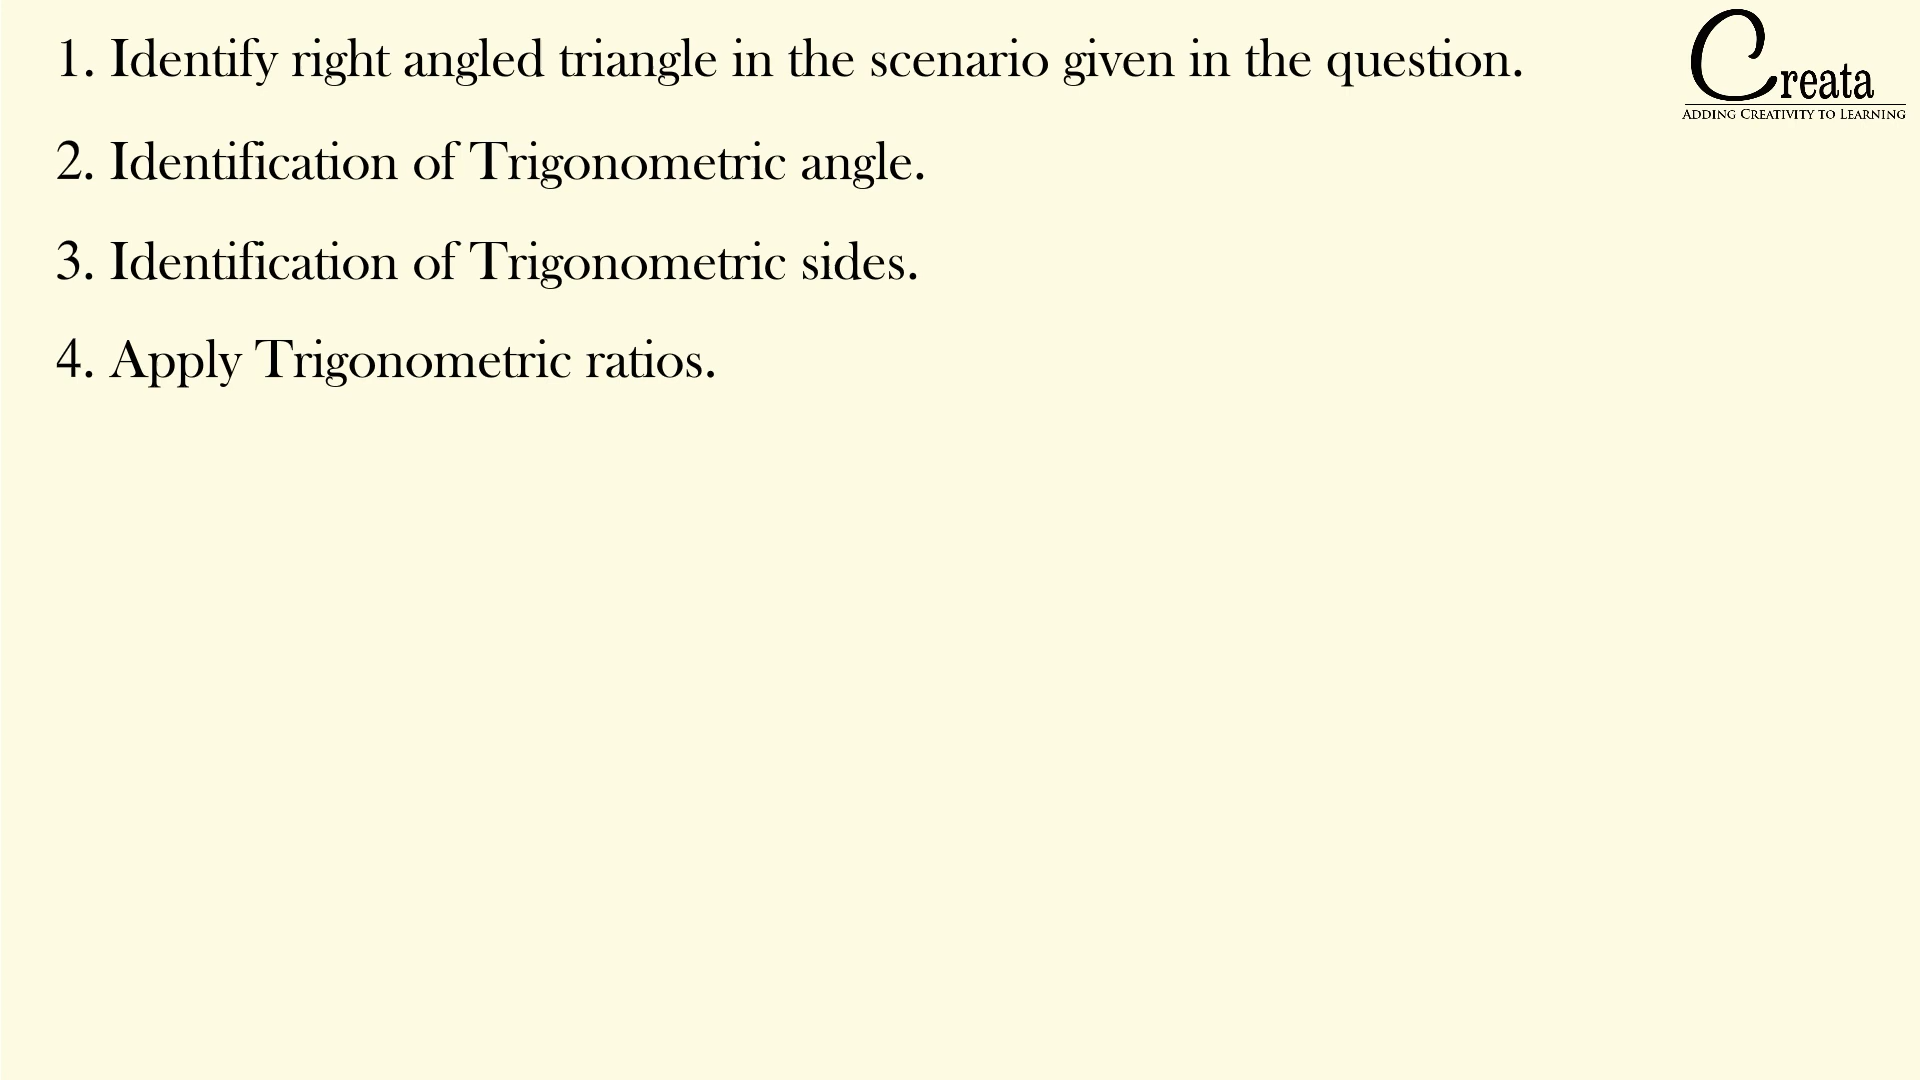 1. Identify right angled triangle in the scenario given in the question.
Creata
ADDING CREATIVITY TO LEARNING
2. Identification of Trigonometric angle.
3. Identification of Trigonometric sides.
4. Apply Trigonometric ratios.